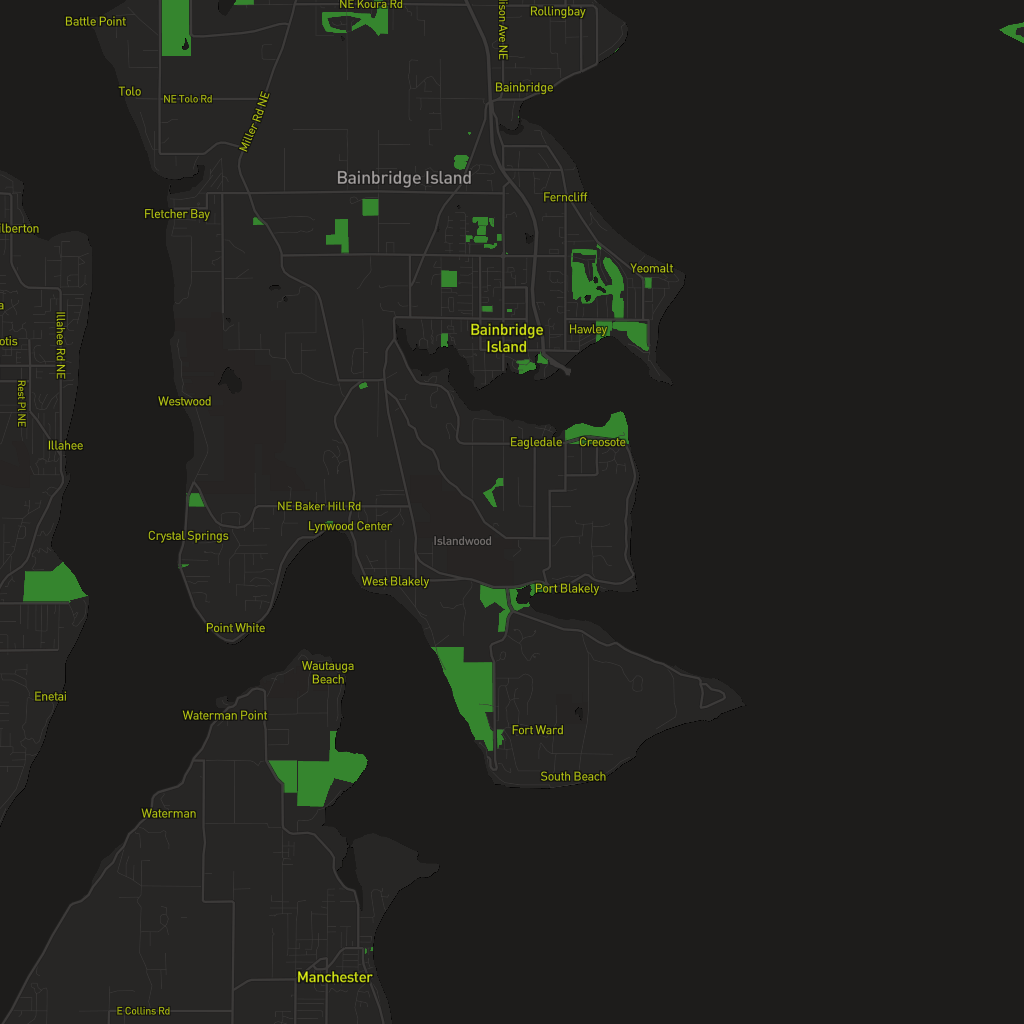 NE Koura Rd
Rollingbay
Battle Point
Bainbridge
Tolo
NE Tolo Rd
Miller Rd NE
Bainbridge Island
Ferncliff
Fletcher Bay
Yeomalt
Illahee Rd NE
Bainbridge
Island
Hawley
Rest Pl NE
Westwood
Illahee
Eagledale
Creosote
NE Baker Hill Rd
Lynwood Center
Crystal Springs
Islandwood
West Blakely
Port Blakely
Point White
Wautauga
Beach
Enetai
Waterman Point
Fort Ward
South Beach
Waterman
Manchester
E Collins Rd